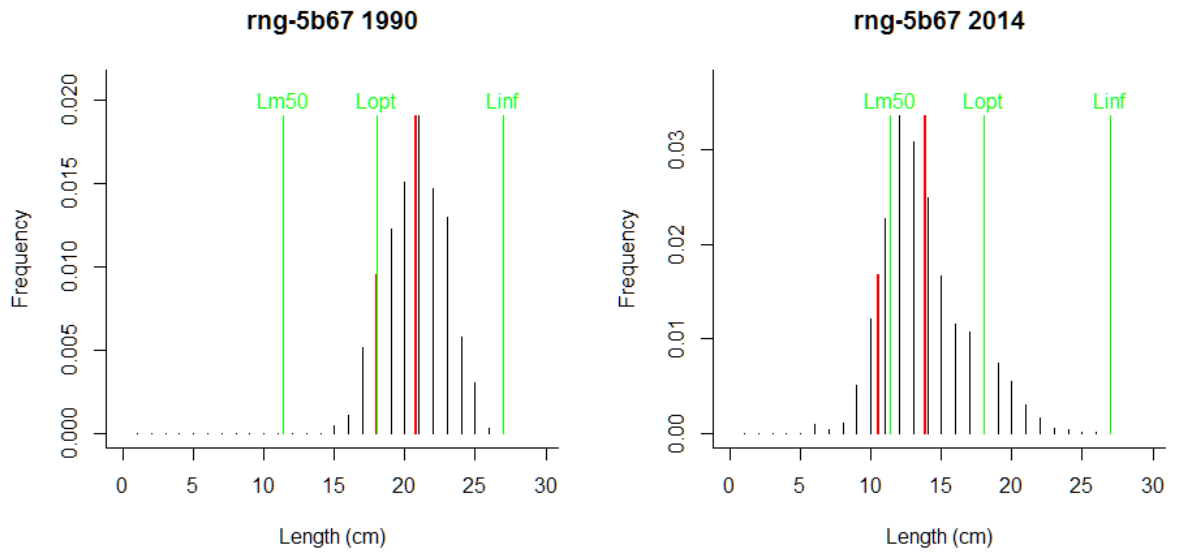 rng-5b67 1990
Frequency
0.020
0.015
0.010
0.005
0.000
Lm50 Lopt Linf
0 5 10 15 20 25 30
Length (cm)
rng-5b67 2014
Frequency
0.03
0.02
0.01
0.00
Lm50 Lopt Linf
0 5 10 15 20 25 30
Length (cm)